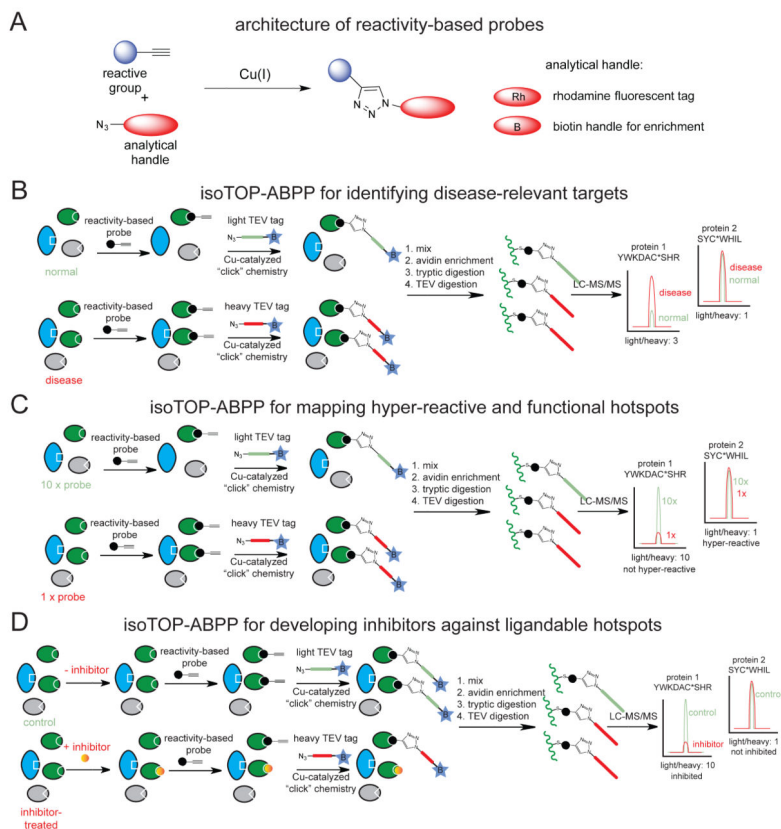 A
architecture of reactivity-based probes
reactive
group
+
N3
analytical
handle
Cu(I)
N
N
N
analytical handle:
Rh
rhodamine fluorescent tag
B
biotin handle for enrichment
B
isoTOP-ABPP for identifying disease-relevant targets
normal
reactivity-based
probe
light TEV tag
N3
B
Cu-catalyzed
"click" chemistry
B
disease
reactivity-based
probe
heavy TEV tag
N3
B
Cu-catalyzed
"click" chemistry
B
B
1. mix
2. avidin enrichment
3. tryptic digestion
4. TEV digestion
LC-MS/MS
protein 1
YWKDAC*SHR
disease
normal
light/heavy: 3
protein 2
SYC*WHIL
disease
normal
light/heavy: 1
C
isoTOP-ABPP for mapping hyper-reactive and functional hotspots
10 x probe
reactivity-based
probe
light TEV tag
N3
B
Cu-catalyzed
"click" chemistry
B
1 x probe
reactivity-based
probe
heavy TEV tag
N3
B
Cu-catalyzed
"click" chemistry
B
B
1. mix
2. avidin enrichment
3. tryptic digestion
4. TEV digestion
LC-MS/MS
protein 1
YWKDAC*SHR
10x
1x
light/heavy: 10
not hyper-reactive
protein 2
SYC*WHIL
10x
1x
light/heavy: 1
hyper-reactive
D
isoTOP-ABPP for developing inhibitors against ligandable hotspots
control
- inhibitor
reactivity-based
probe
light TEV tag
N3
B
Cu-catalyzed
"click" chemistry
B
B
inhibitor-
treated
+ inhibitor
reactivity-based
probe
heavy TEV tag
N3
B
Cu-catalyzed
"click" chemistry
B
1. mix
2. avidin enrichment
3. tryptic digestion
4. TEV digestion
LC-MS/MS
protein 1
YWKDAC*SHR
control
inhibitor
light/heavy: 10
inhibited
protein 2
SYC*WHIL
contro
light/heavy: 1
not inhibited